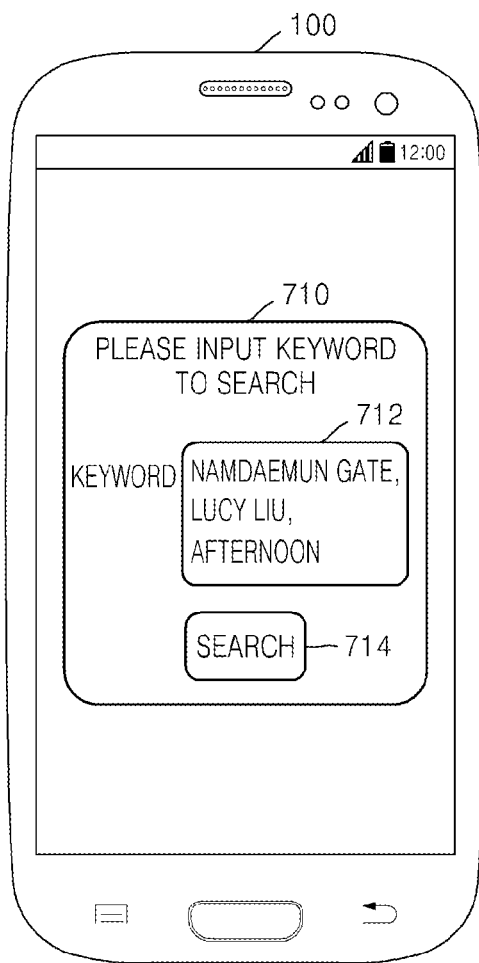 100
12:00
710
PLEASE INPUT KEYWORD
TO SEARCH
712
KEYWORD
NAMDAEMUN GATE,
LUCY LIU,
AFTERNOON
SEARCH
714